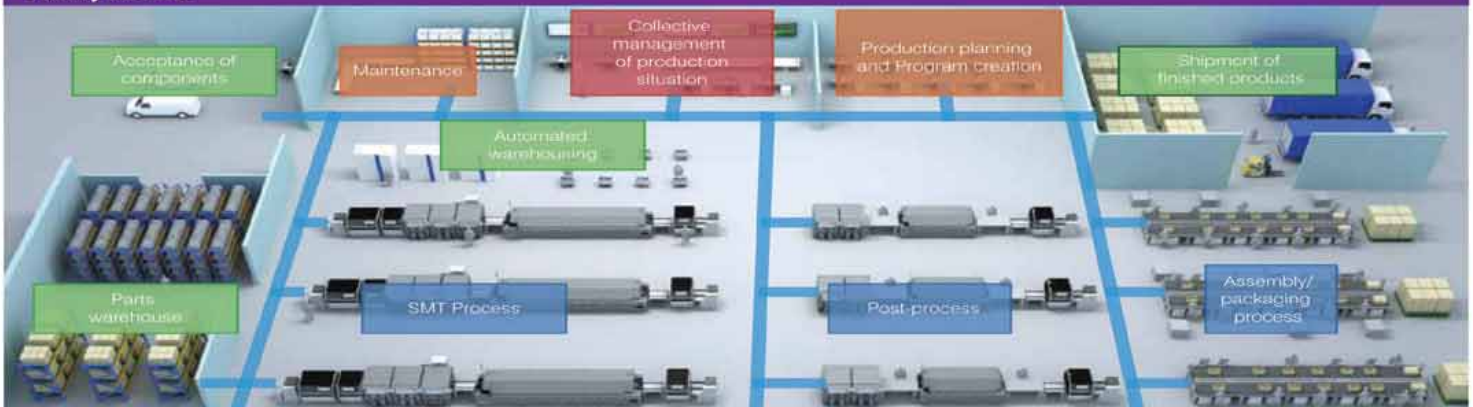 Acceptance of
components
Maintenance
Collective
management
of production
situation
Production planning
and Program creation
Shipment of
finished products
Automated
warehousing
Parts
warehouse
SMT Process
Post-process
Assembly/
packaging
process